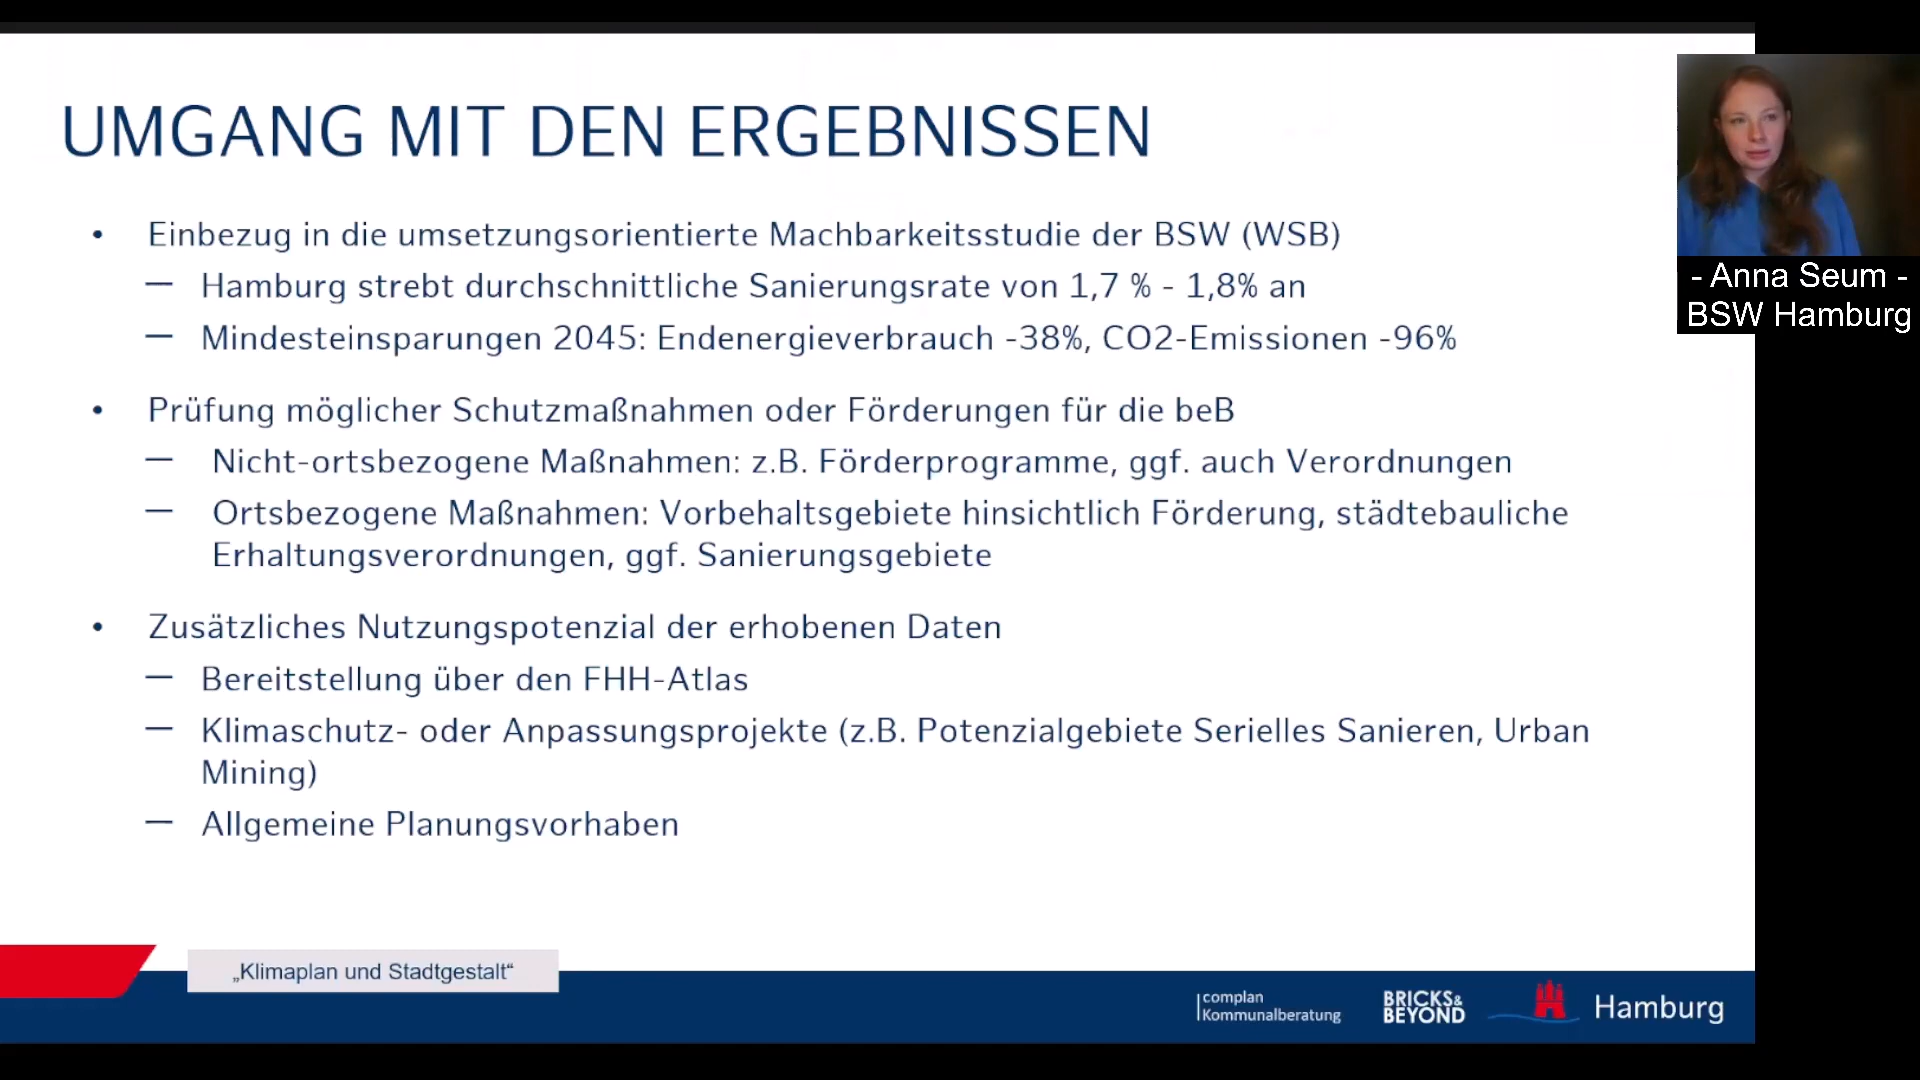 UMGANG MIT DEN ERGEBNISSEN
• Einbezug in die umsetzungsorientierte Machbarkeitsstudie der BSW (WSB)
— Hamburg strebt durchschnittliche Sanierungsrate von 1,7 % - 1,8% an
— Mindesteinsparungen 2045: Endenergieverbrauch -38%, CO2-Emissionen -96%
• Prüfung möglicher Schutzmaßnahmen oder Förderungen für die beB
— Nicht-ortsbezogene Maßnahmen: z.B. Förderprogramme, ggf. auch Verordnungen
— Ortsbezogene Maßnahmen: Vorbehaltsgebiete hinsichtlich Förderung, städtebauliche
Erhaltungsverordnungen, ggf. Sanierungsgebiete
• Zusätzliches Nutzungspotenzial der erhobenen Daten
— Bereitstellung über den FHH-Atlas
— Klimaschutz- oder Anpassungsprojekte (z.B. Potenzialgebiete Serielles Sanieren, Urban
Mining)
— Allgemeine Planungsvorhaben
- Anna Seum -
BSW Hamburg
„Klimaplan und Stadtgestalt“
complan
Kommunalberatung
BRICKS&
BEYOND
Hamburg